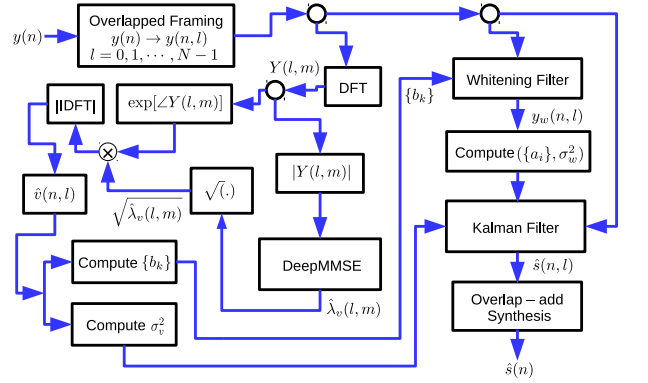 Overlapped Framing
y(n) → y(n, l)
l = 0, 1, ⋯, N − 1
y(n)
Y(l, m)
DFT
Whitening Filter
{b_k}
y_w(n, l)
|IDFT|
exp[∠Y(l, m)]
⊗
|Y(l, m)|
Compute ({a_i}, σ_w^2)
v̂(n, l)
√(.)
√λ̂_v(l, m)
Kalman Filter
DeepMMSE
Compute {b_k}
ŝ(n, l)
λ̂_v(l, m)
Overlap – add
Synthesis
Compute σ_v^2
ŝ(n)